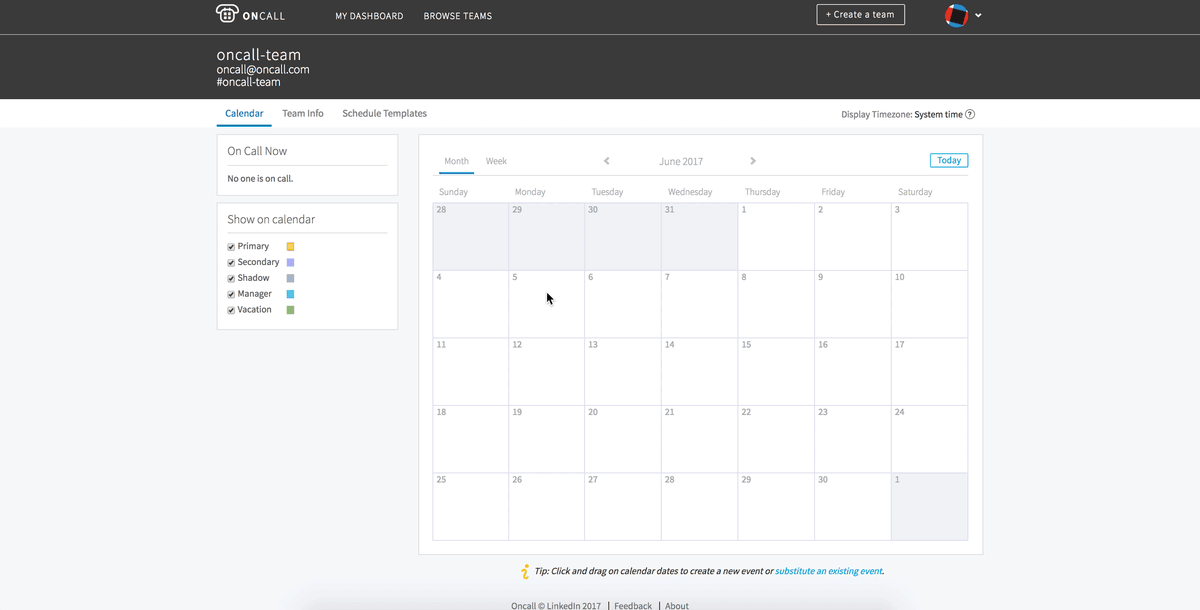 ONCALL MY DASHBOARD BROWSE TEAMS + Create a team
oncall-team
oncall@oncall.com
#oncall-team
Calendar Team Info Schedule Templates Display Timezone: System time ?
On Call Now
No one is on call.
Show on calendar
Primary
Secondary
Shadow
Manager
Vacation
Month Week < June 2017 > Today
Sunday Monday Tuesday Wednesday Thursday Friday Saturday
28 29 30 31 1 2 3
4 5 6 7 8 9 10
11 12 13 14 15 16 17
18 19 20 21 22 23 24
25 26 27 28 29 30 1
i Tip: Click and drag on calendar dates to create a new event or substitute an existing event.
Oncall © LinkedIn 2017 | Feedback | About